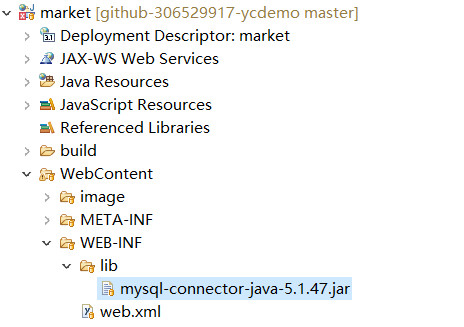 market [github-306529917-ycdemo master]
Deployment Descriptor: market
JAX-WS Web Services
Java Resources
JavaScript Resources
Referenced Libraries
build
WebContent
image
META-INF
WEB-INF
lib
mysql-connector-java-5.1.47.jar
web.xml